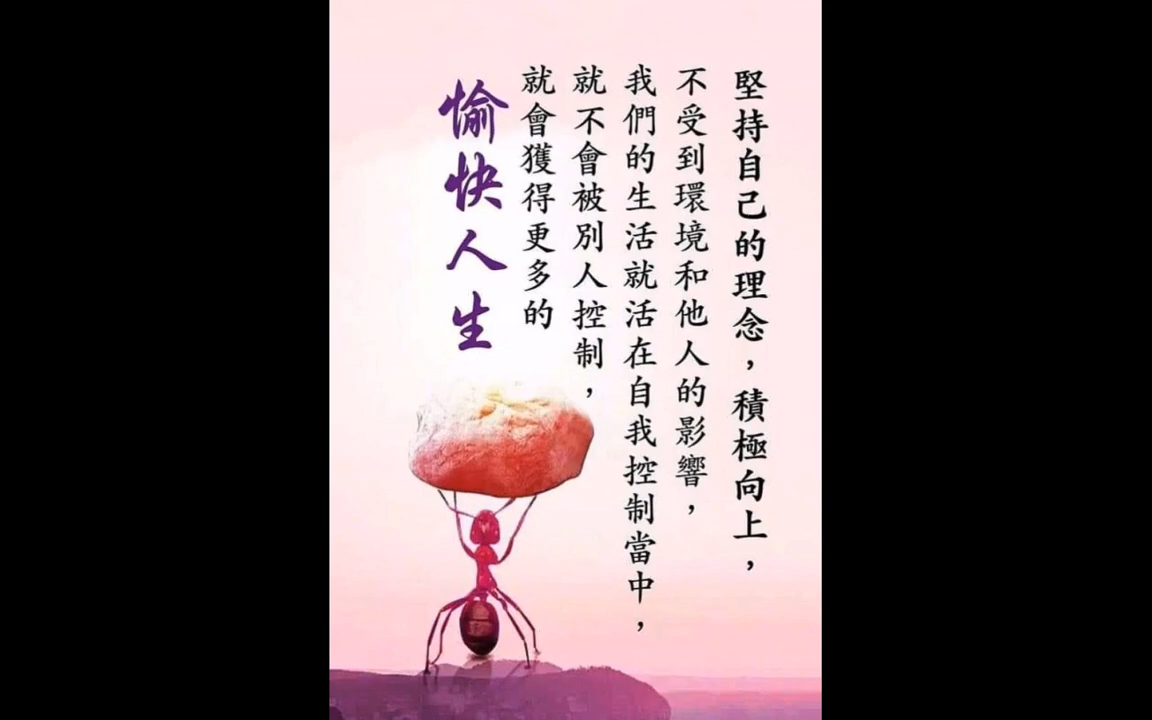 堅持自己的理念，積極向上，
不受到環境和他人的影響，
我們的生活就活在自我控制當中，
就不會被別人控制，
就會獲得更多的
愉快人生